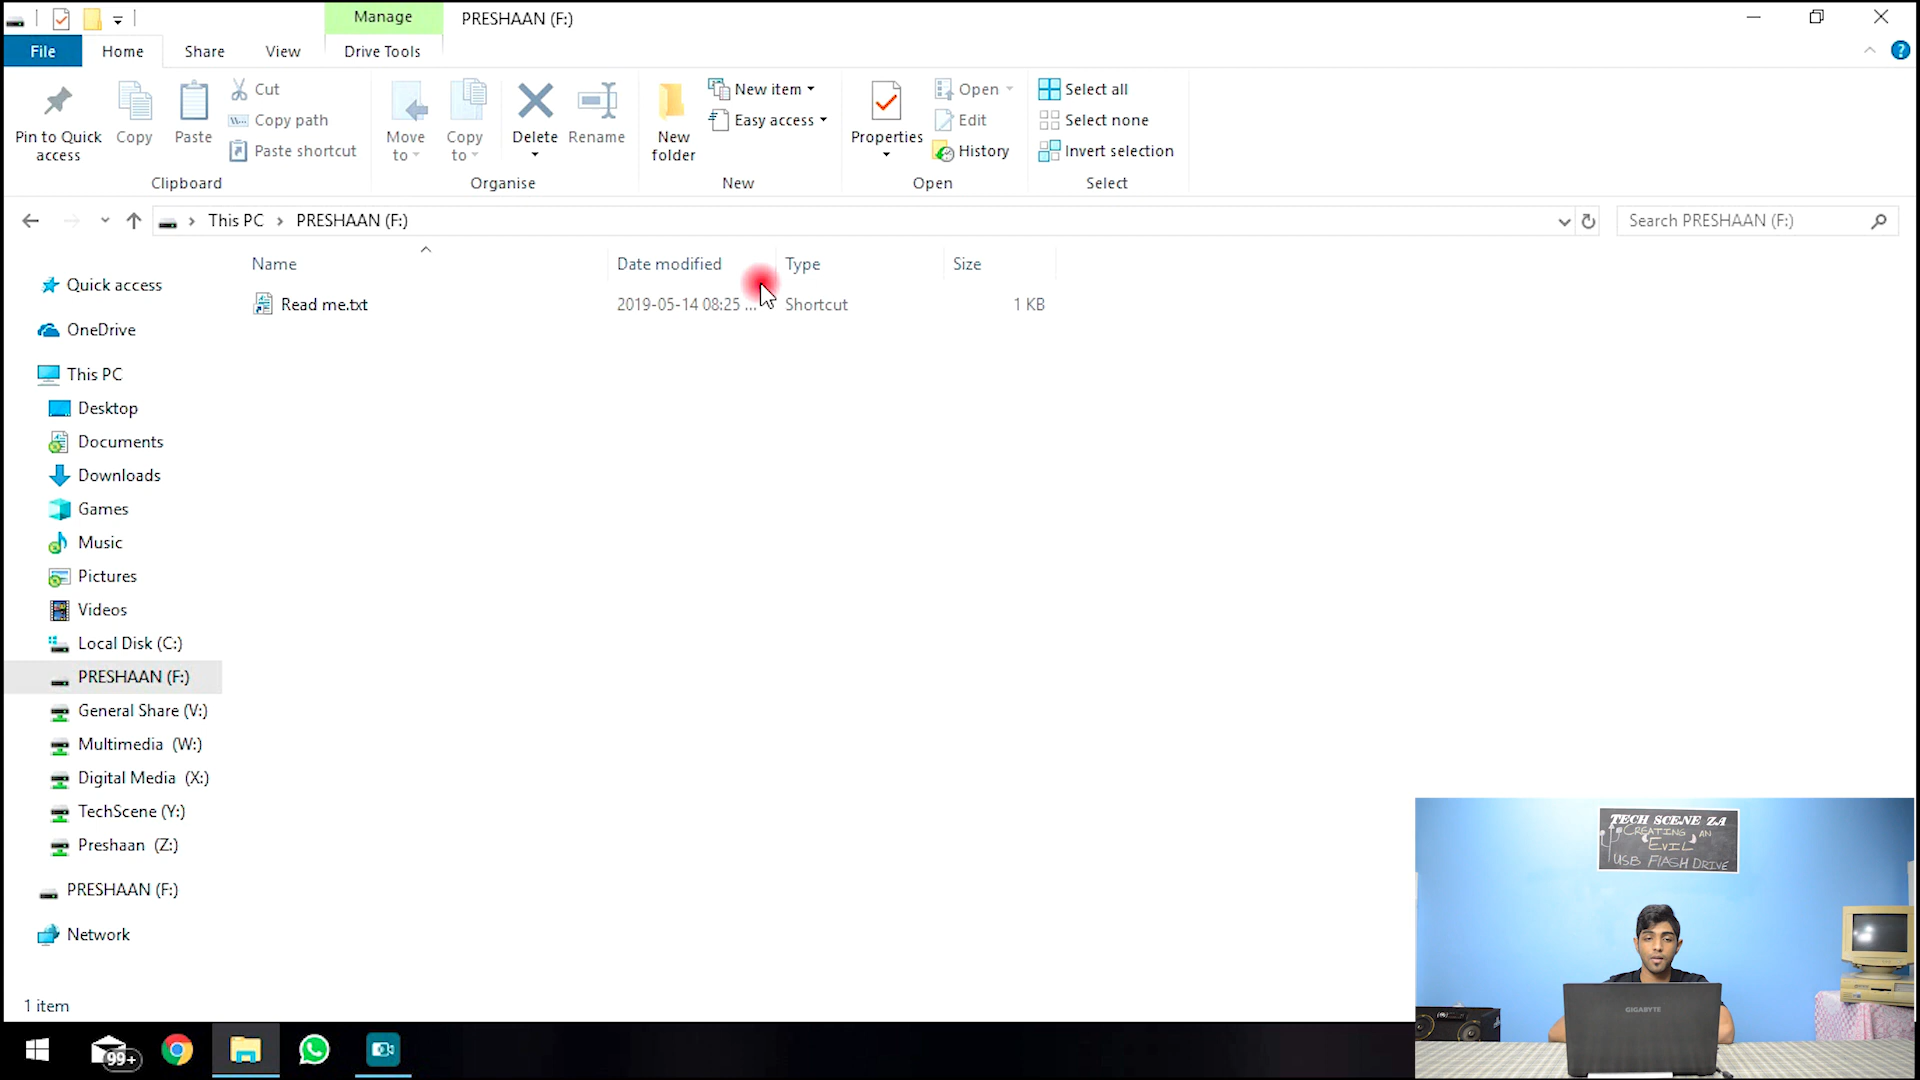 Manage
PRESHAAN (F:)
File
Home
Share
View
Drive Tools
Pin to Quick
access
Copy
Paste
Cut
Copy path
Paste shortcut
Clipboard
Move
to
Copy
to
Delete
Rename
Organise
New
folder
New item
Easy access
New
Properties
Open
Edit
History
Open
Select all
Select none
Invert selection
Select
This PC
PRESHAAN (F:)
Search PRESHAAN (F:)
Name
Date modified
Type
Size
Read me.txt
2019-05-14 08:25 ...
Shortcut
1 KB
Quick access
OneDrive
This PC
Desktop
Documents
Downloads
Games
Music
Pictures
Videos
Local Disk (C:)
PRESHAAN (F:)
General Share (V:)
Multimedia (W:)
Digital Media (X:)
TechScene (Y:)
Preshaan (Z:)
PRESHAAN (F:)
Network
1 item
99+
TECH SCENE ZA
CREATING AN
"EVIL"
USB FLASH DRIVE
GIGABYTE